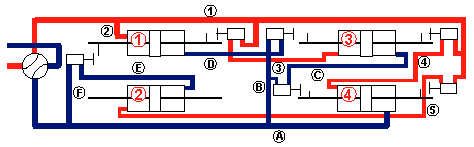 ①
② ① ③
Ⓓ ③ ④
Ⓔ Ⓒ
Ⓕ ② Ⓑ ④ ⑤
Ⓐ